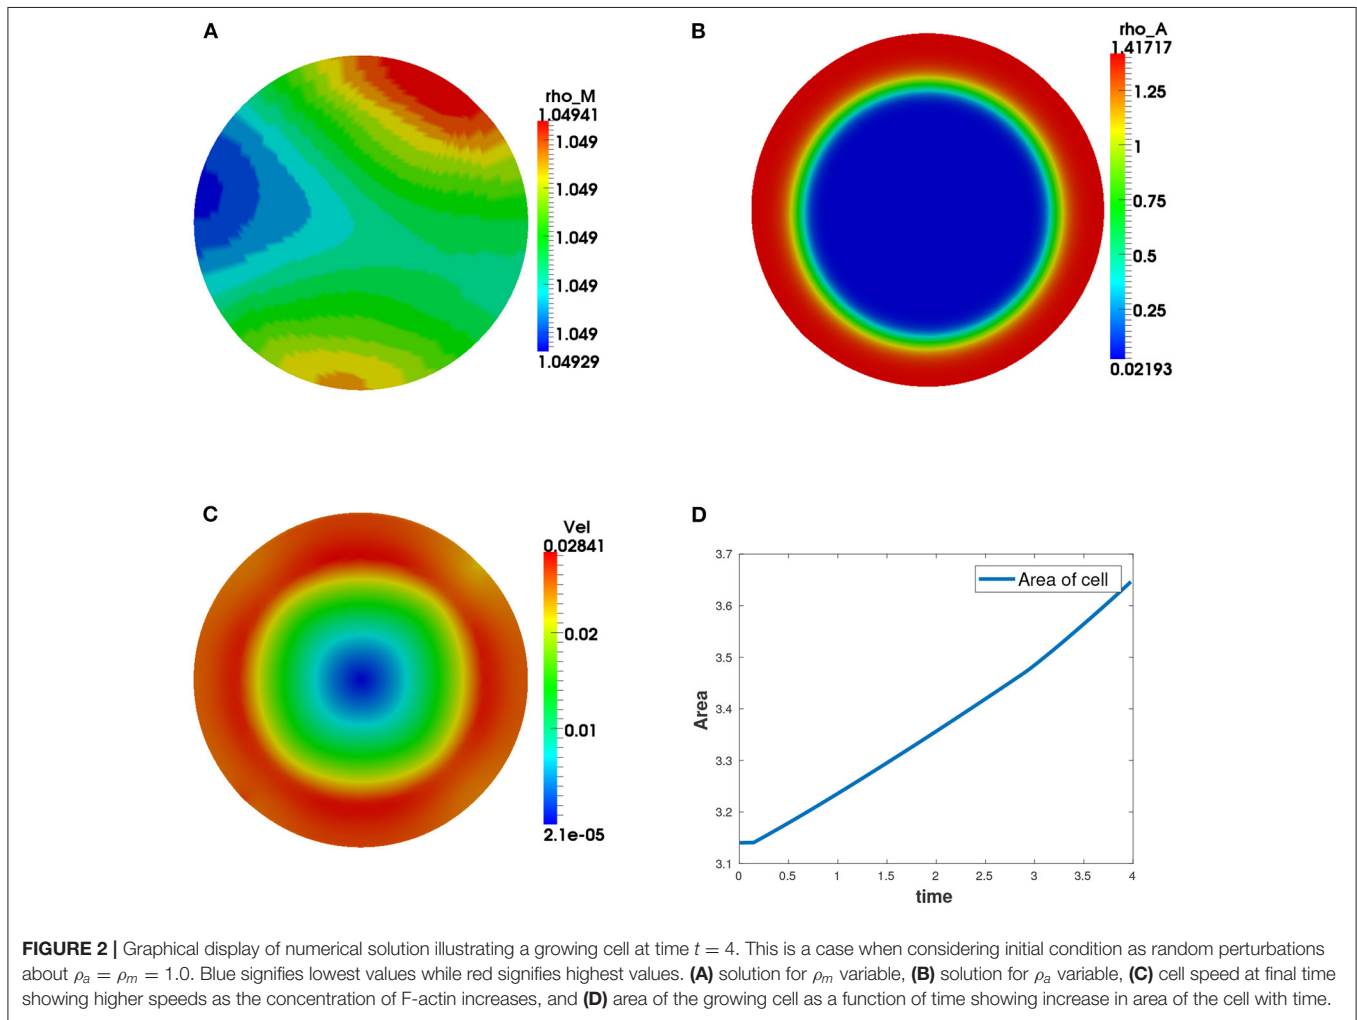 A
rho_M
1.04941
1.049
1.049
1.049
1.049
1.049
1.04929
B
rho_A
1.41717
1.25
1
0.75
0.5
0.25
0.02193
C
Vel
0.02841
0.02
0.01
2.1e-05
D
3.7
3.6
3.5
3.4
3.3
3.2
3.1
Area
Area of cell
0 0.5 1 1.5 2 2.5 3 3.5 4
time
FIGURE 2 | Graphical display of numerical solution illustrating a growing cell at time t = 4. This is a case when considering initial condition as random perturbations
about ρa = ρm = 1.0. Blue signifies lowest values while red signifies highest values. (A) solution for ρm variable, (B) solution for ρa variable, (C) cell speed at final time
showing higher speeds as the concentration of F-actin increases, and (D) area of the growing cell as a function of time showing increase in area of the cell with time.